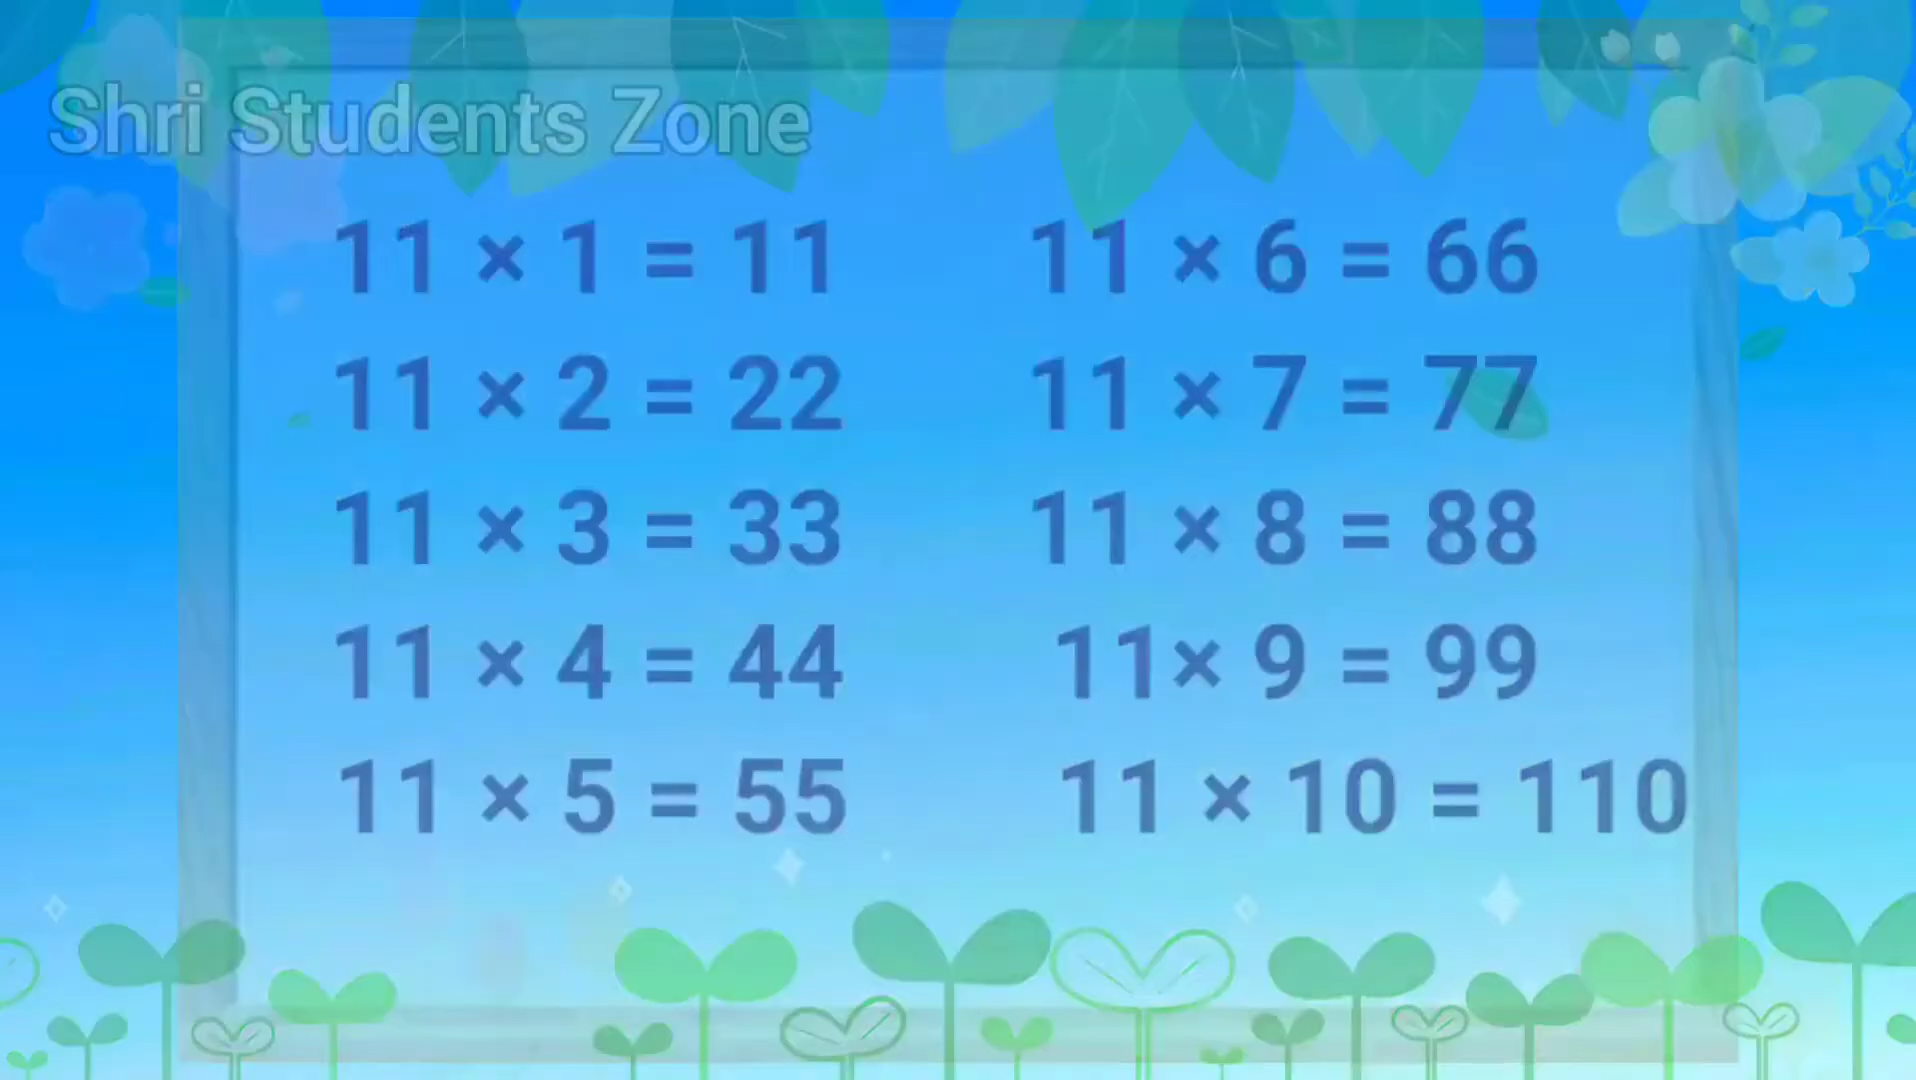 Shri Students Zone
11 × 1 = 11
11 × 2 = 22
11 × 3 = 33
11 × 4 = 44
11 × 5 = 55
11 × 6 = 66
11 × 7 = 77
11 × 8 = 88
11× 9 = 99
11 × 10 = 110